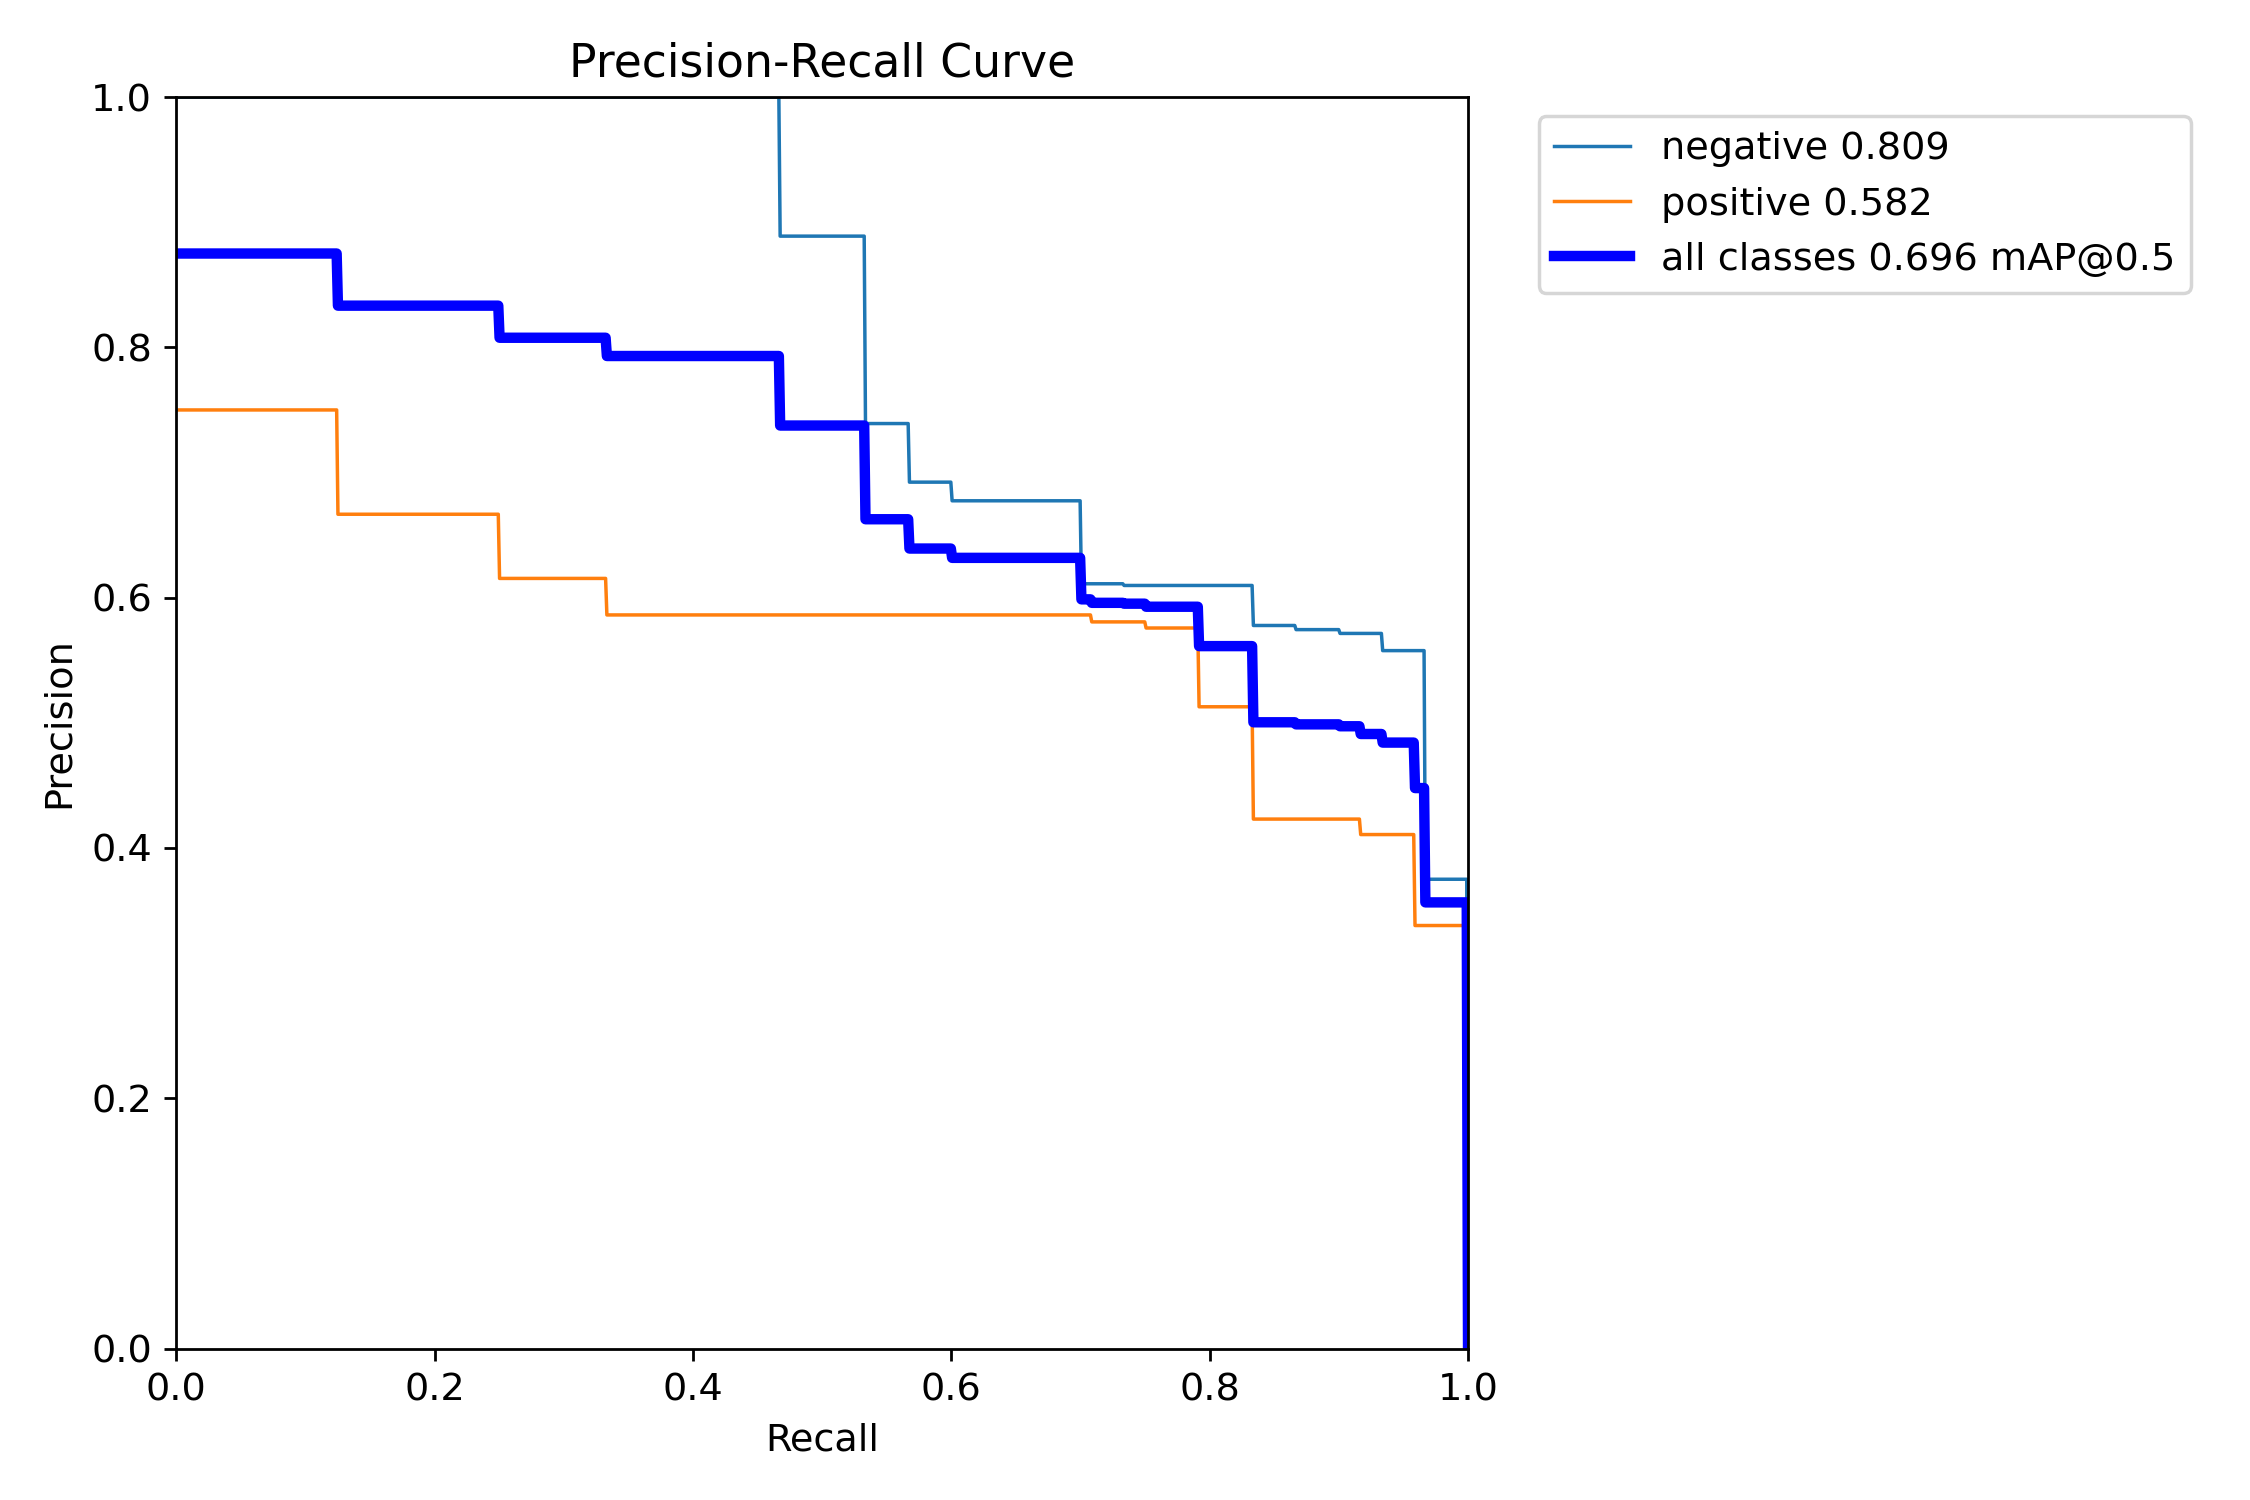 Precision-Recall Curve
1.0
0.8
0.6
0.4
0.2
0.0
Precision
0.0 0.2 0.4 0.6 0.8 1.0
Recall
negative 0.809
positive 0.582
all classes 0.696 mAP@0.5